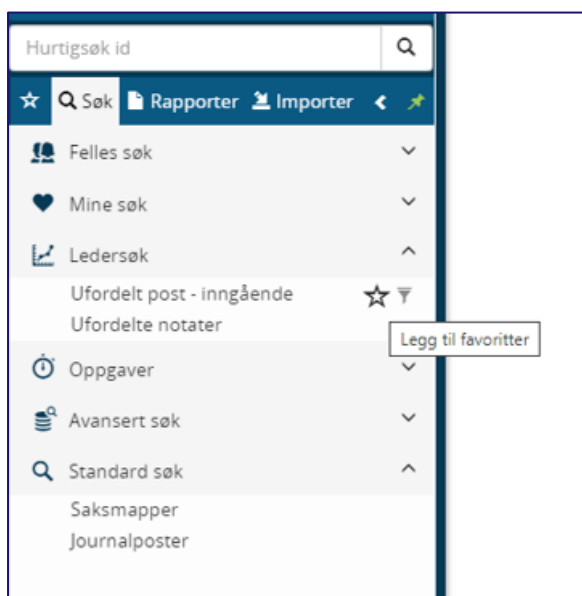 Hurtigsøk id
Søk Rapporter Importer
Felles søk
Mine søk
Ledersøk
Ufordelt post - inngående
Ufordelte notater
Legg til favoritter
Oppgaver
Avansert søk
Standard søk
Saksmapper
Journalposter